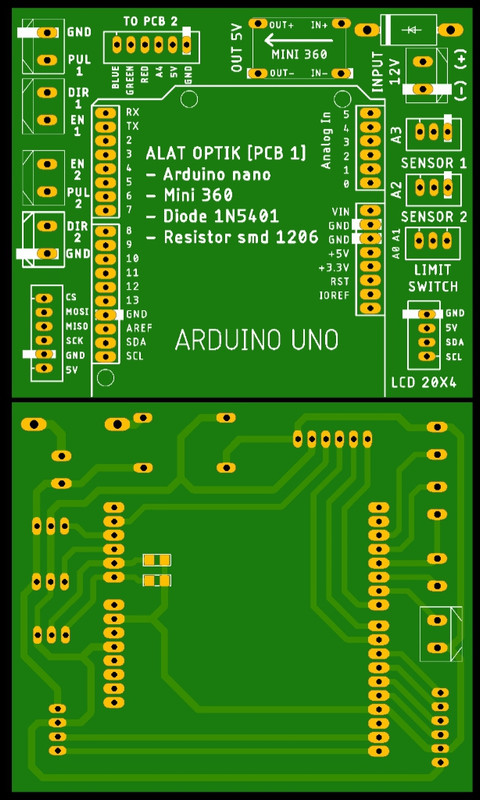 TO PCB 2
BLUE
GREEN
RED
A4
5V
GND
OUT 5V
OUT+ IN+
MINI 360
OUT− IN−
INPUT
12V
(+)
(−)
GND
PUL
1
DIR
1
EN
1
EN
2
PUL
2
DIR
2
GND
CS
MOSI
MISO
SCK
GND
5V
RX
TX
2
3
4
5
6
7
8
9
10
11
12
13
GND
AREF
SDA
SCL
ALAT OPTIK [PCB 1]
– Arduino nano
– Mini 360
– Diode 1N5401
– Resistor smd 1206
ARDUINO UNO
Analog In
5
4
3
2
1
0
VIN
GND
GND
+5V
+3.3V
RST
IOREF
A3
SENSOR 1
A2
SENSOR 2
A0 A1
LIMIT
SWITCH
GND
5V
SDA
SCL
LCD 20X4